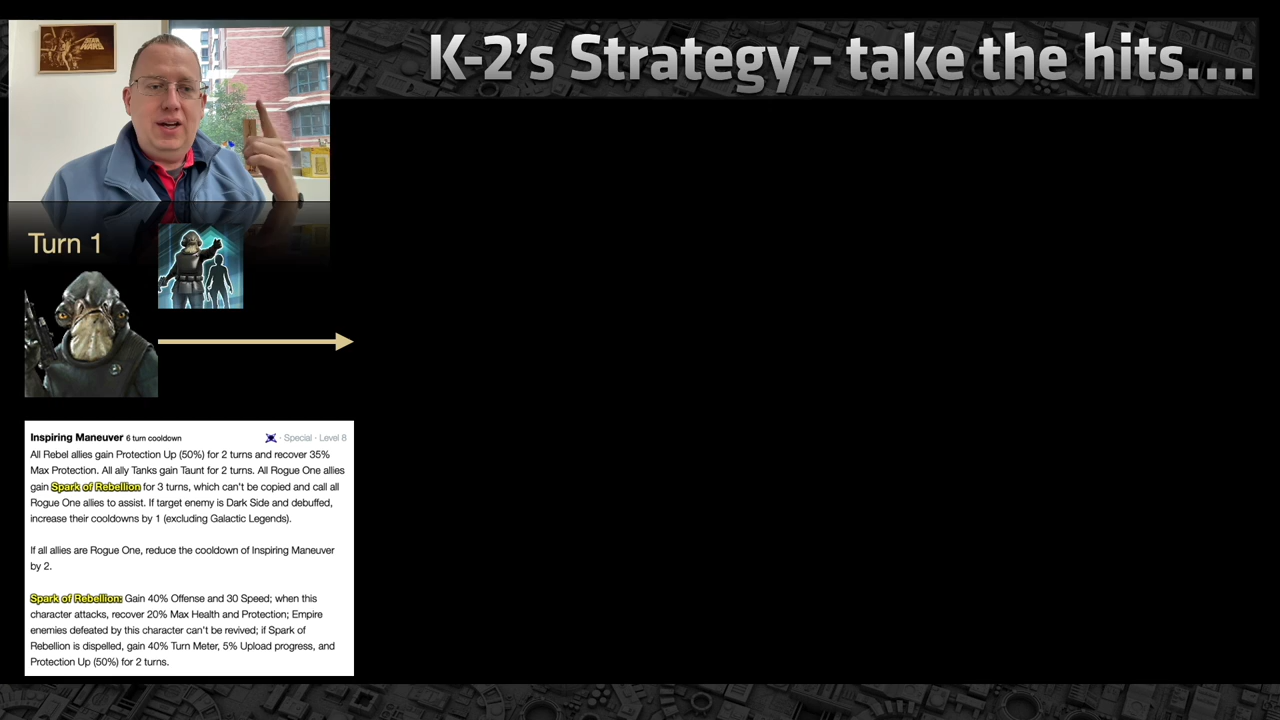 STAR
WARS
K-2's Strategy - take the hits....
Turn 1
Inspiring Maneuver 6 turn cooldown · Special · Level 8
All Rebel allies gain Protection Up (50%) for 2 turns and recover 35%
Max Protection. All ally Tanks gain Taunt for 2 turns. All Rogue One allies
gain Spark of Rebellion for 3 turns, which can't be copied and call all
Rogue One allies to assist. If target enemy is Dark Side and debuffed,
increase their cooldowns by 1 (excluding Galactic Legends).
If all allies are Rogue One, reduce the cooldown of Inspiring Maneuver
by 2.
Spark of Rebellion: Gain 40% Offense and 30 Speed; when this
character attacks, recover 20% Max Health and Protection; Empire
enemies defeated by this character can't be revived; if Spark of
Rebellion is dispelled, gain 40% Turn Meter, 5% Upload progress, and
Protection Up (50%) for 2 turns.